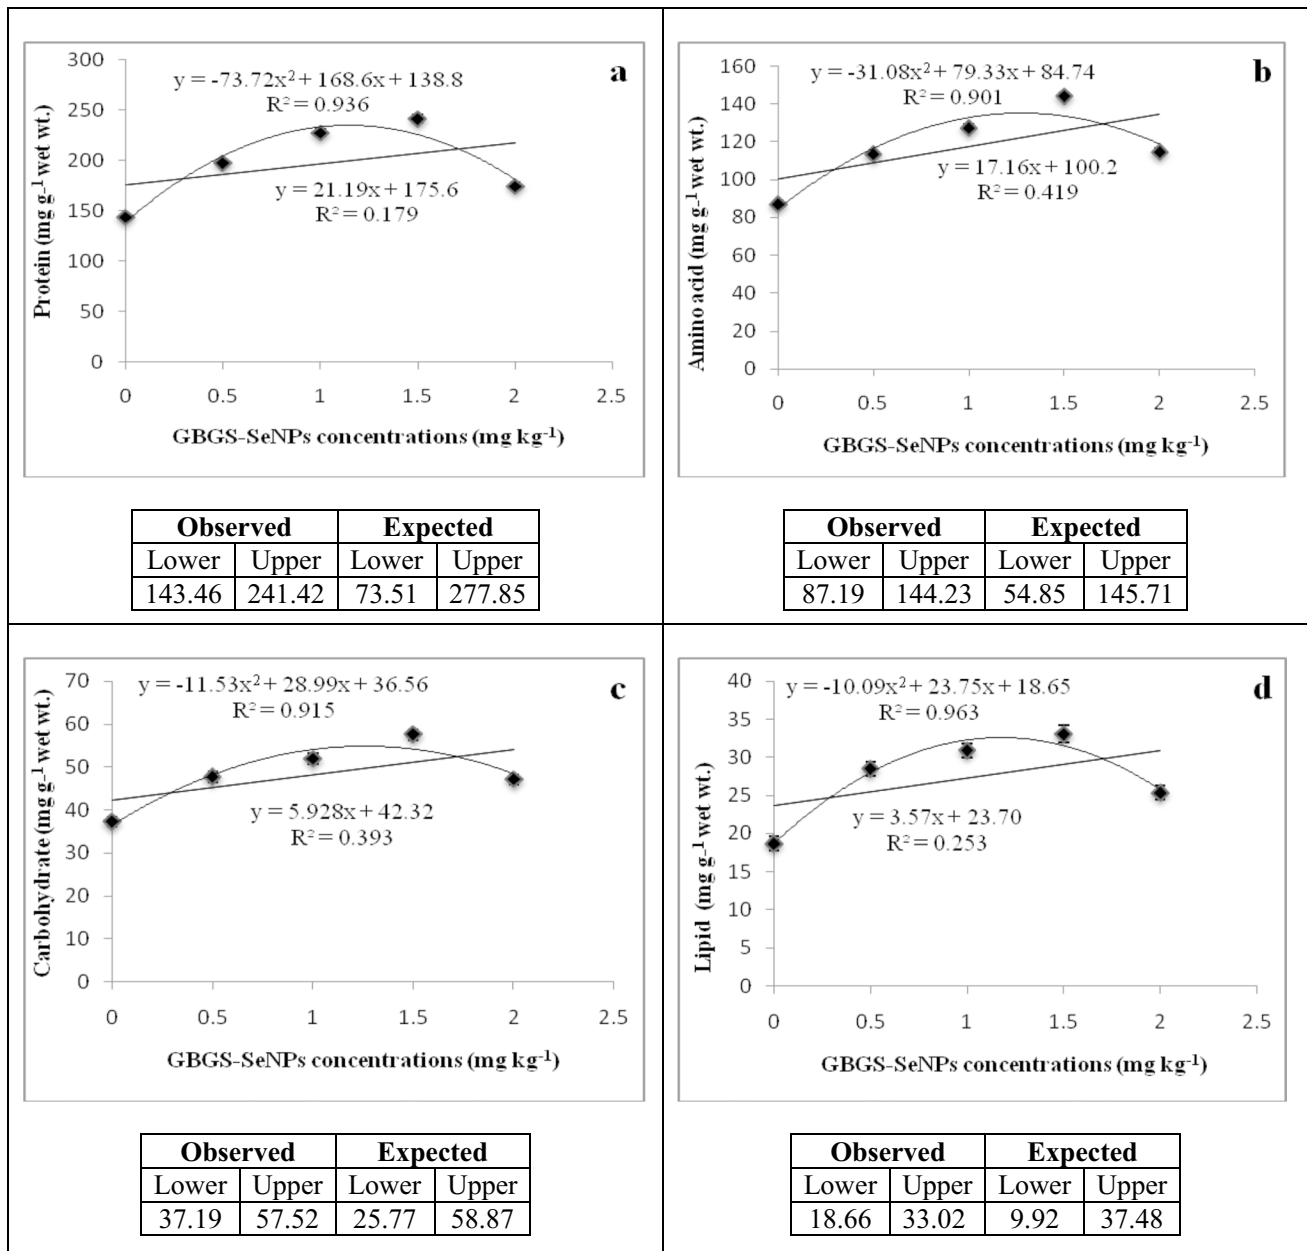 a
y = -73.72x² + 168.6x + 138.8
R² = 0.936
y = 21.19x + 175.6
R² = 0.179
300
250
200
150
100
50
0
0 0.5 1 1.5 2 2.5
Protein (mg g-1 wet wt.)
GBGS-SeNPs concentrations (mg kg-1)
Observed Expected
Lower Upper Lower Upper
143.46 241.42 73.51 277.85
b
y = -31.08x² + 79.33x + 84.74
R² = 0.901
y = 17.16x + 100.2
R² = 0.419
160
140
120
100
80
60
40
20
0
0 0.5 1 1.5 2 2.5
Amino acid (mg g-1 wet wt.)
GBGS-SeNPs concentrations (mg kg-1)
Observed Expected
Lower Upper Lower Upper
87.19 144.23 54.85 145.71
c
y = -11.53x² + 28.99x + 36.56
R² = 0.915
y = 5.928x + 42.32
R² = 0.393
70
60
50
40
30
20
10
0
0 0.5 1 1.5 2 2.5
Carbohydrate (mg g-1 wet wt.)
GBGS-SeNPs concentrations (mg kg-1)
Observed Expected
Lower Upper Lower Upper
37.19 57.52 25.77 58.87
d
y = -10.09x² + 23.75x + 18.65
R² = 0.963
y = 3.57x + 23.70
R² = 0.253
40
35
30
25
20
15
10
5
0
0 0.5 1 1.5 2 2.5
Lipid (mg g-1 wet wt.)
GBGS-SeNPs concentrations (mg kg-1)
Observed Expected
Lower Upper Lower Upper
18.66 33.02 9.92 37.48